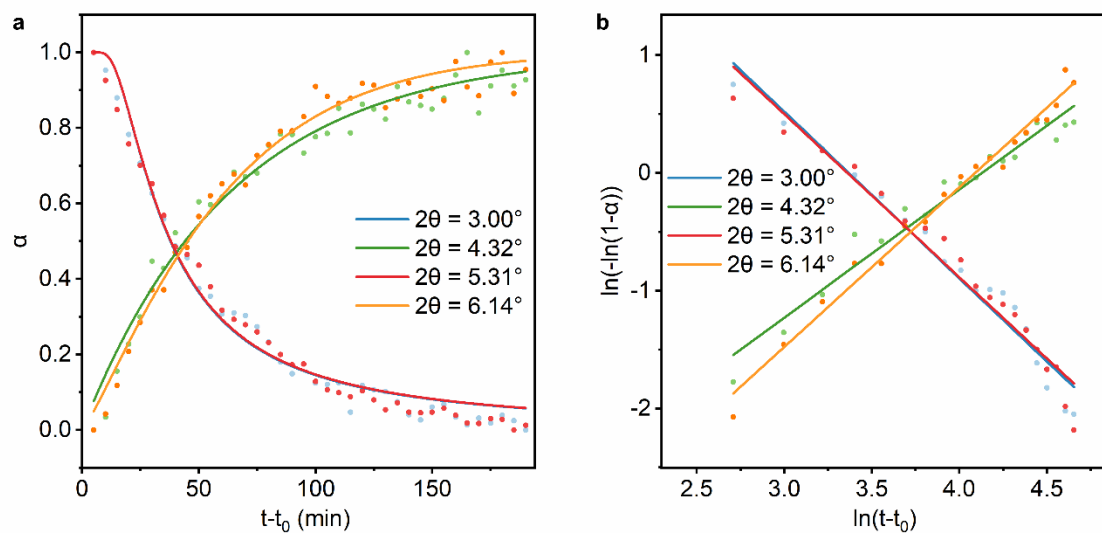 a
1.0
0.8
0.6
0.4
0.2
0.0
α
0
50
100
150
t-t₀ (min)
2θ = 3.00°
2θ = 4.32°
2θ = 5.31°
2θ = 6.14°
b
1
0
-1
-2
ln(-ln(1-α))
2.5
3.0
3.5
4.0
4.5
ln(t-t₀)
2θ = 3.00°
2θ = 4.32°
2θ = 5.31°
2θ = 6.14°